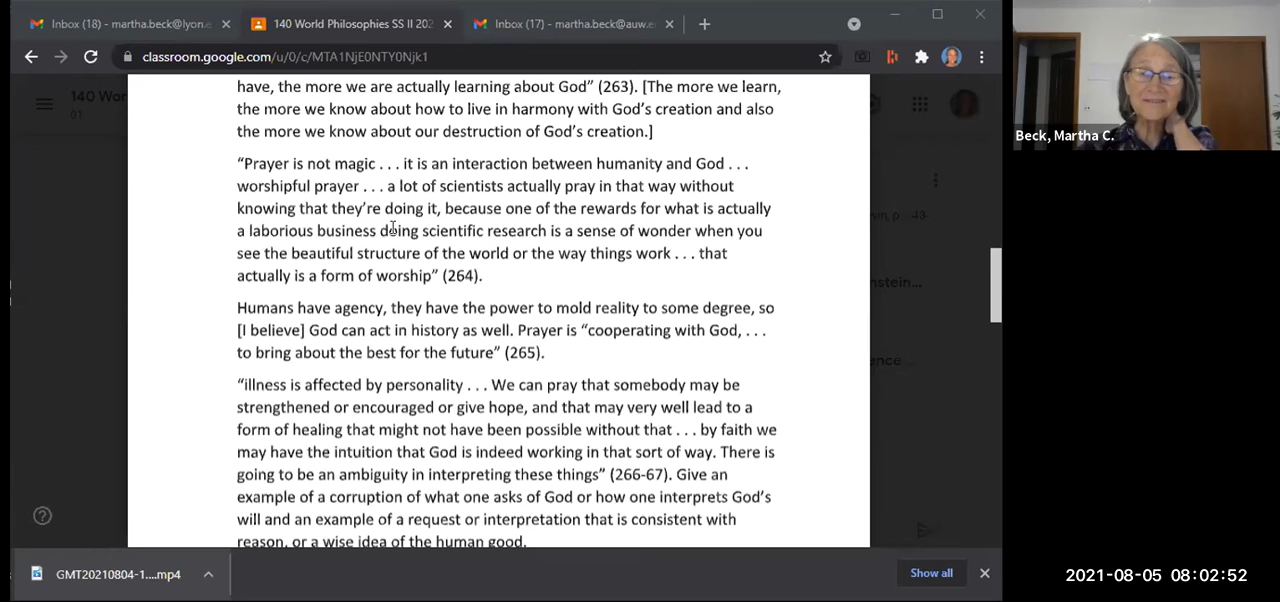 Inbox (18) - martha.beck@lyon.e
140 World Philosophies SS II 202
Inbox (17) - martha.beck@auw.e
classroom.google.com/u/0/c/MTA1NjE0NTY0Njk1
140 Wor
01
have, the more we are actually learning about God” (263). [The more we learn,
the more we know about how to live in harmony with God’s creation and also
the more we know about our destruction of God’s creation.]
“Prayer is not magic . . . it is an interaction between humanity and God . . .
worshipful prayer . . . a lot of scientists actually pray in that way without
knowing that they’re doing it, because one of the rewards for what is actually
a laborious business doing scientific research is a sense of wonder when you
see the beautiful structure of the world or the way things work . . . that
actually is a form of worship” (264).
Humans have agency, they have the power to mold reality to some degree, so
[I believe] God can act in history as well. Prayer is “cooperating with God, . . .
to bring about the best for the future” (265).
“illness is affected by personality . . . We can pray that somebody may be
strengthened or encouraged or give hope, and that may very well lead to a
form of healing that might not have been possible without that . . . by faith we
may have the intuition that God is indeed working in that sort of way. There is
going to be an ambiguity in interpreting these things” (266-67). Give an
example of a corruption of what one asks of God or how one interprets God’s
will and an example of a request or interpretation that is consistent with
reason, or a wise idea of the human good.
nstein...
ence ...
GMT20210804-1....mp4
Show all
Beck, Martha C.
2021-08-05 08:02:52